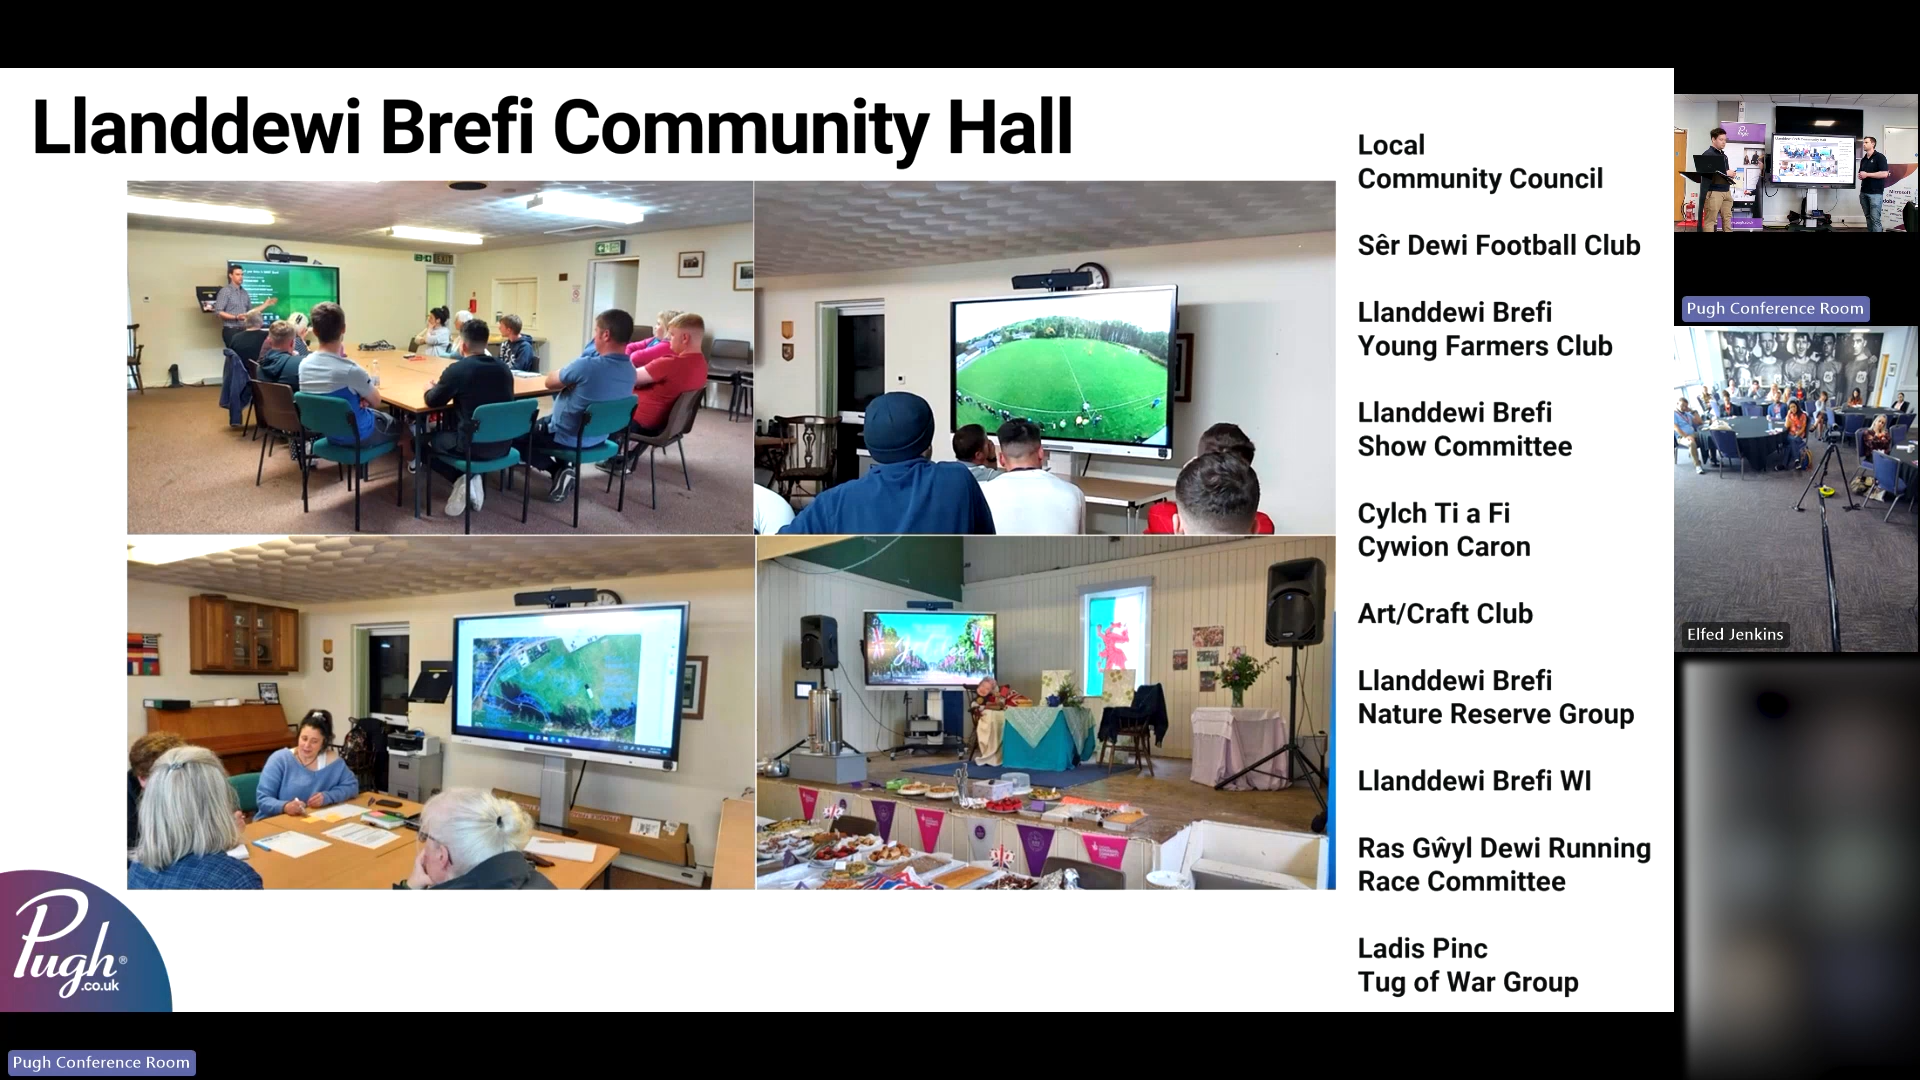 Llanddewi Brefi Community Hall
Local
Community Council
Sêr Dewi Football Club
Llanddewi Brefi
Young Farmers Club
Llanddewi Brefi
Show Committee
Cylch Ti a Fi
Cywion Caron
Art/Craft Club
Llanddewi Brefi
Nature Reserve Group
Llanddewi Brefi WI
Ras Gŵyl Dewi Running
Race Committee
Ladis Pinc
Tug of War Group
Pugh®
.co.uk
Pugh Conference Room
Pugh Conference Room
Elfed Jenkins